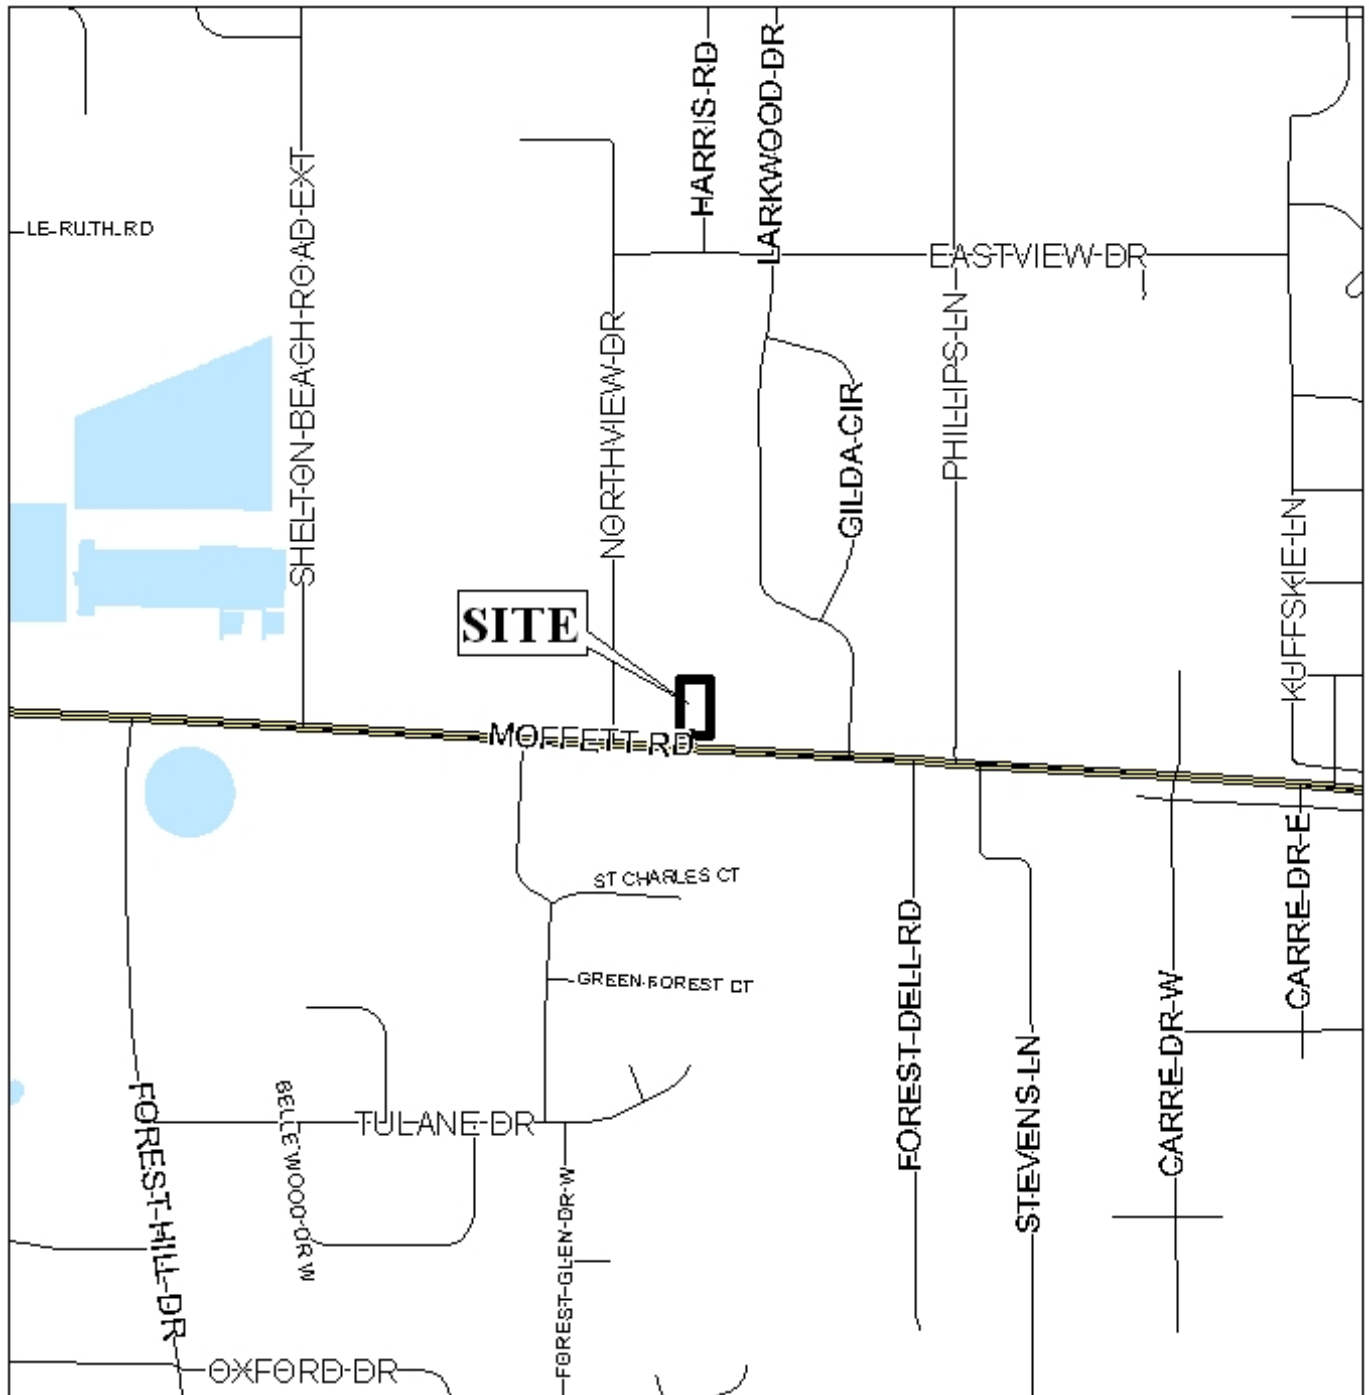 HARRIS RD
LARKWOOD DR
SHELTON BEACH ROAD EXT
LE RUTH RD
EASTVIEW DR
NORTHVIEW DR
PHILLIPS LN
GILDA CIR
KUFFSKIE LN
SITE
MOFFETT RD
ST CHARLES CT
CARRE DR E
FOREST DELL RD
GREEN FOREST CT
CARRE DR W
STEVENS LN
FOREST HILL DR
BELLEWOOD DR W
TULANE DR
FOREST GLEN DR W
OXFORD DR